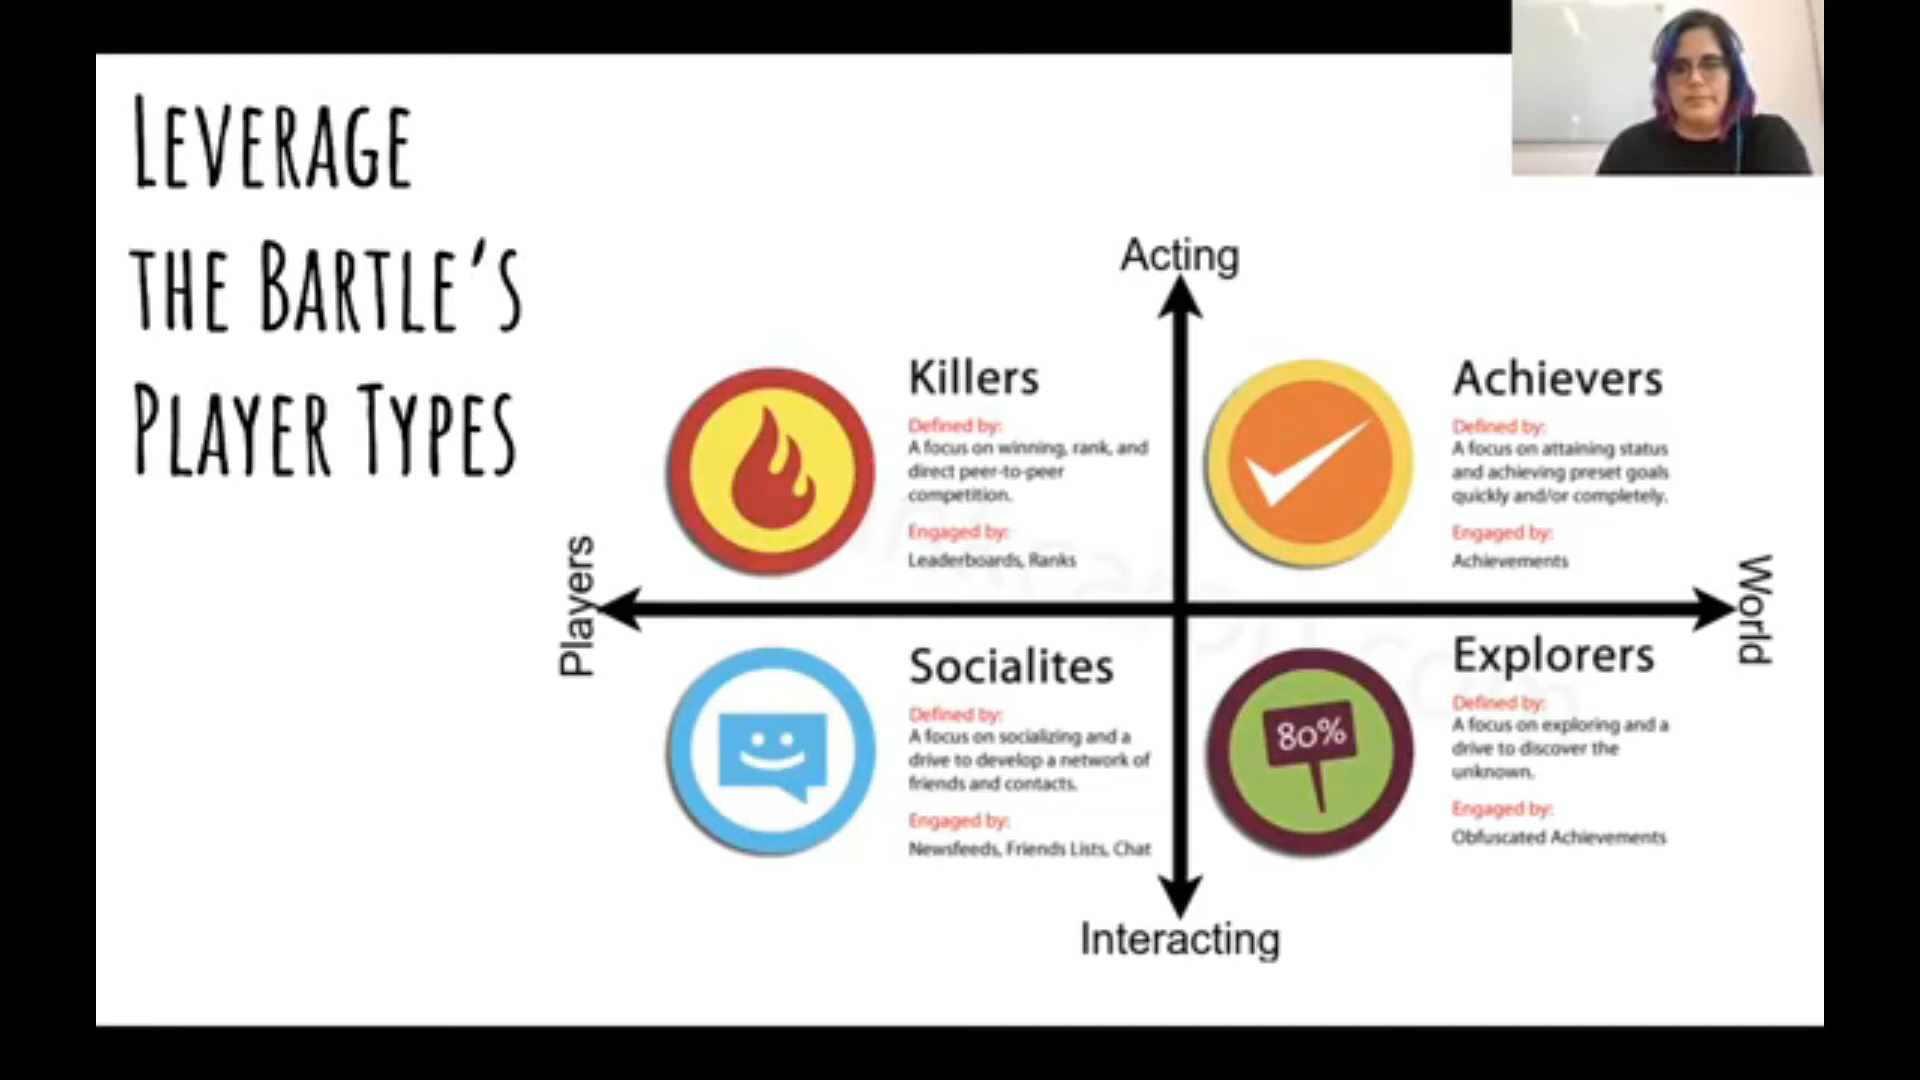 LEVERAGE
THE BARTLE'S
PLAYER TYPES
Acting
Killers
Defined by:
A focus on winning, rank, and
direct peer-to-peer
competition.
Engaged by:
Leaderboards, Ranks
Achievers
Defined by:
A focus on attaining status
and achieving preset goals
quickly and/or completely.
Engaged by:
Achievements
Players
World
Socialites
Defined by:
A focus on socializing and a
drive to develop a network of
friends and contacts.
Engaged by:
Newsfeeds, Friends Lists, Chat
Explorers
Defined by:
A focus on exploring and a
drive to discover the
unknown.
Engaged by:
Obfuscated Achievements
80%
Interacting